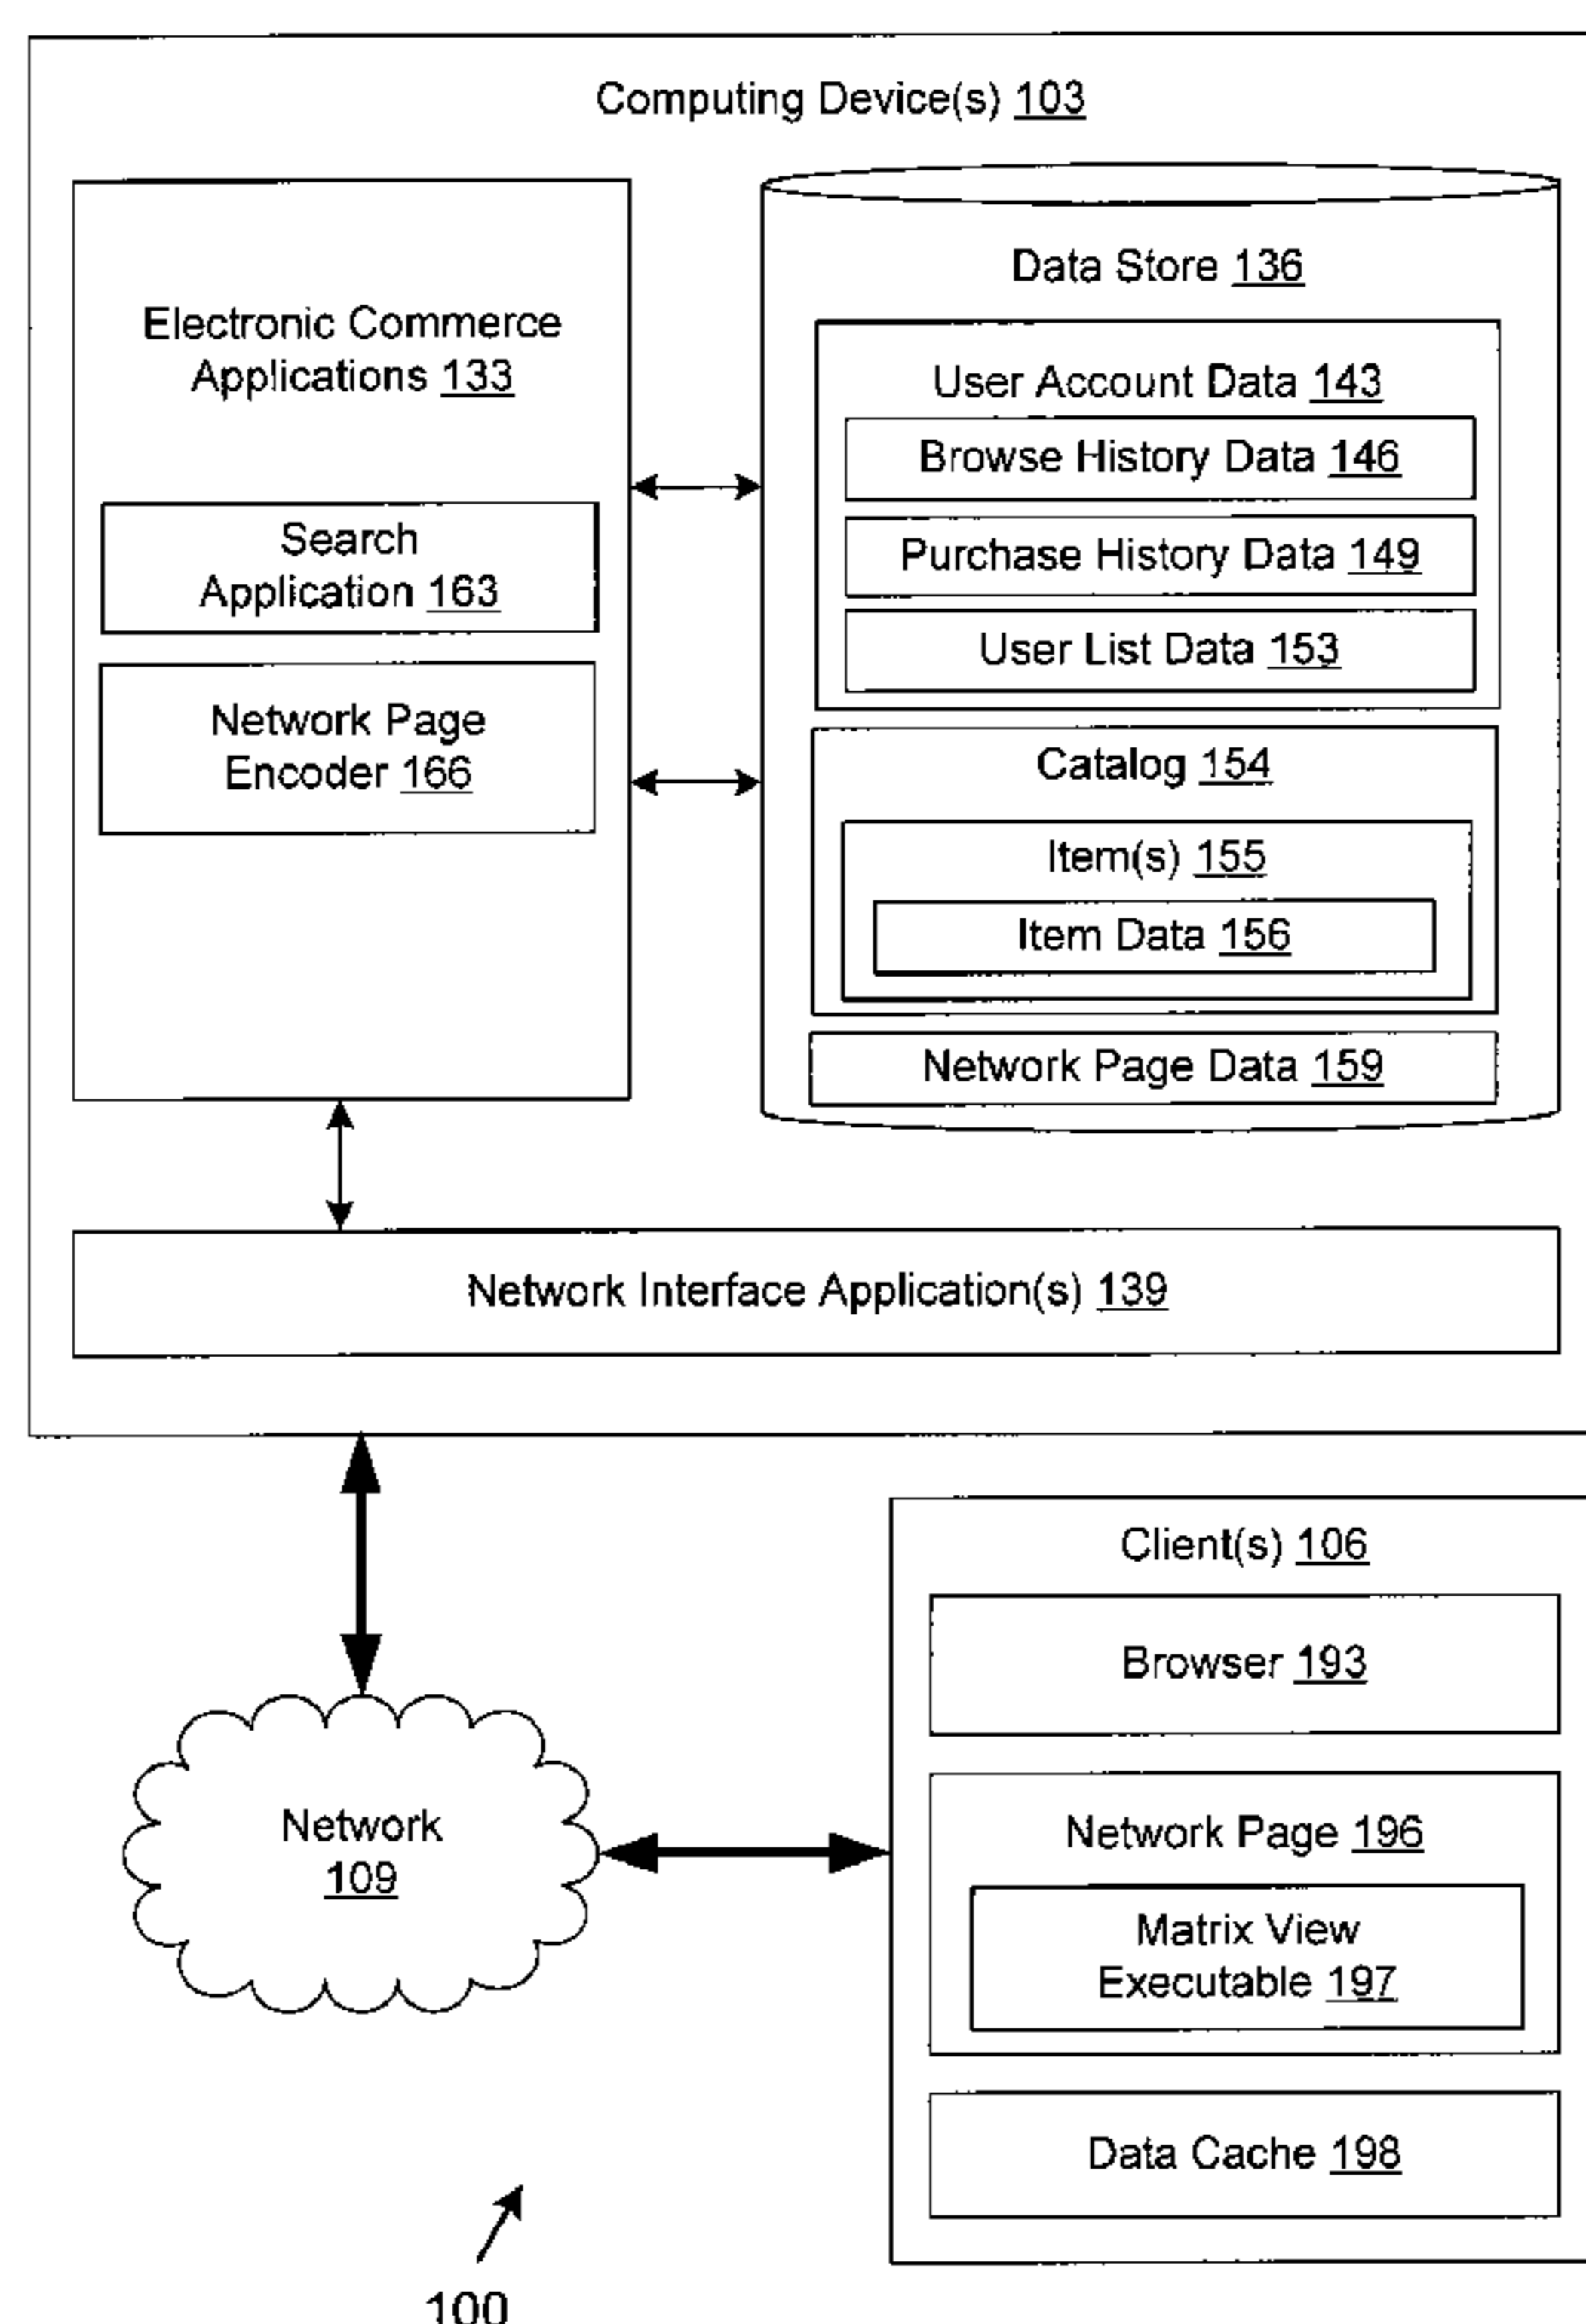 Computing Device(s) 103
Electronic Commerce
Applications 133
Search
Application 163
Network Page
Encoder 166
Data Store 136
User Account Data 143
Browse History Data 146
Purchase History Data 149
User List Data 153
Catalog 154
Item(s) 155
Item Data 156
Network Page Data 159
Network Interface Application(s) 139
Client(s) 106
Browser 193
Network Page 196
Matrix View
Executable 197
Data Cache 198
Network
109
100